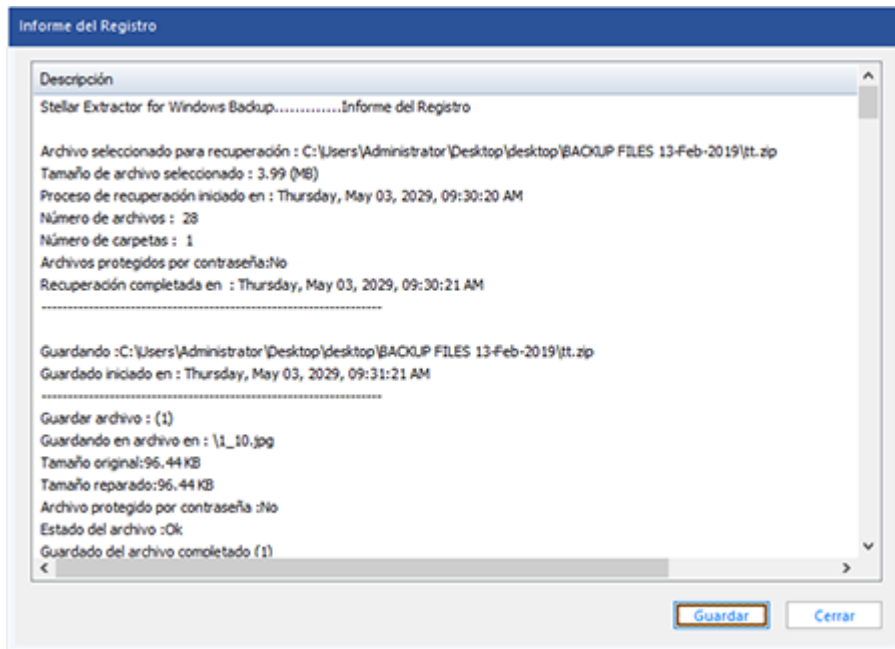 Informe del Registro
Descripción
Stellar Extractor for Windows Backup.............Informe del Registro
Archivo seleccionado para recuperación : C:\Users\Administrator\Desktop\desktop\BACKUP FILES 13-Feb-2019\tt.zip
Tamaño de archivo seleccionado : 3.99 (MB)
Proceso de recuperación iniciado en : Thursday, May 03, 2029, 09:30:20 AM
Número de archivos :  28
Número de carpetas :  1
Archivos protegidos por contraseña:No
Recuperación completada en  : Thursday, May 03, 2029, 09:30:21 AM
--------------------------------------------------------------------
Guardando :C:\Users\Administrator\Desktop\desktop\BACKUP FILES 13-Feb-2019\tt.zip
Guardado iniciado en : Thursday, May 03, 2029, 09:31:21 AM
--------------------------------------------------------------------
Guardar archivo : (1)
Guardando en archivo en : \1_10.jpg
Tamaño original:96.44 KB
Tamaño reparado:96.44 KB
Archivo protegido por contraseña :No
Estado del archivo :Ok
Guardado del archivo completado (1)
Guardar
Cerrar